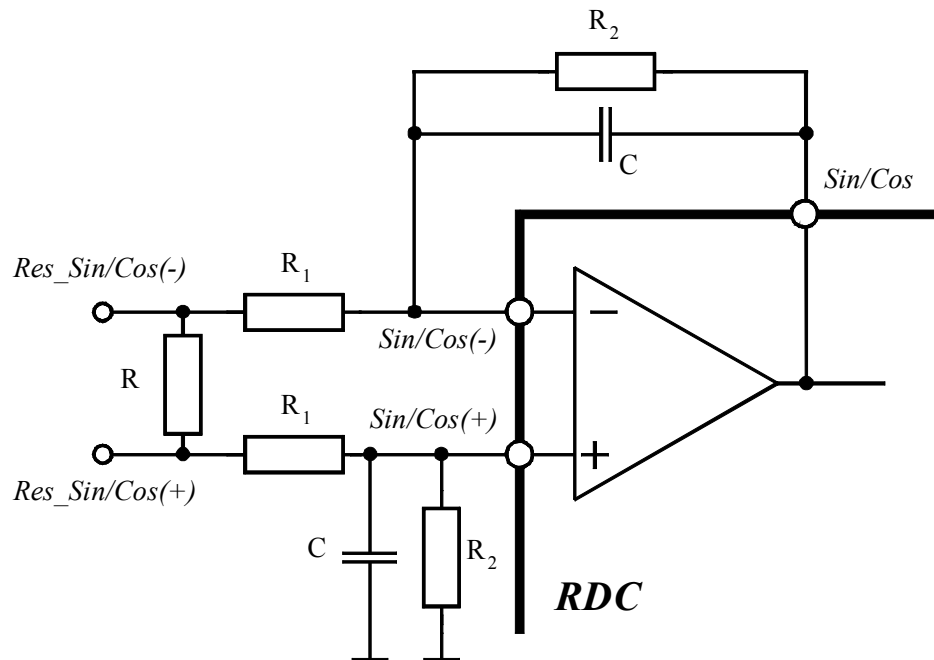 R₂
C
Sin/Cos
Res_Sin/Cos(-)
R₁
Sin/Cos(-)
R
R₁
Sin/Cos(+)
Res_Sin/Cos(+)
C
R₂
RDC